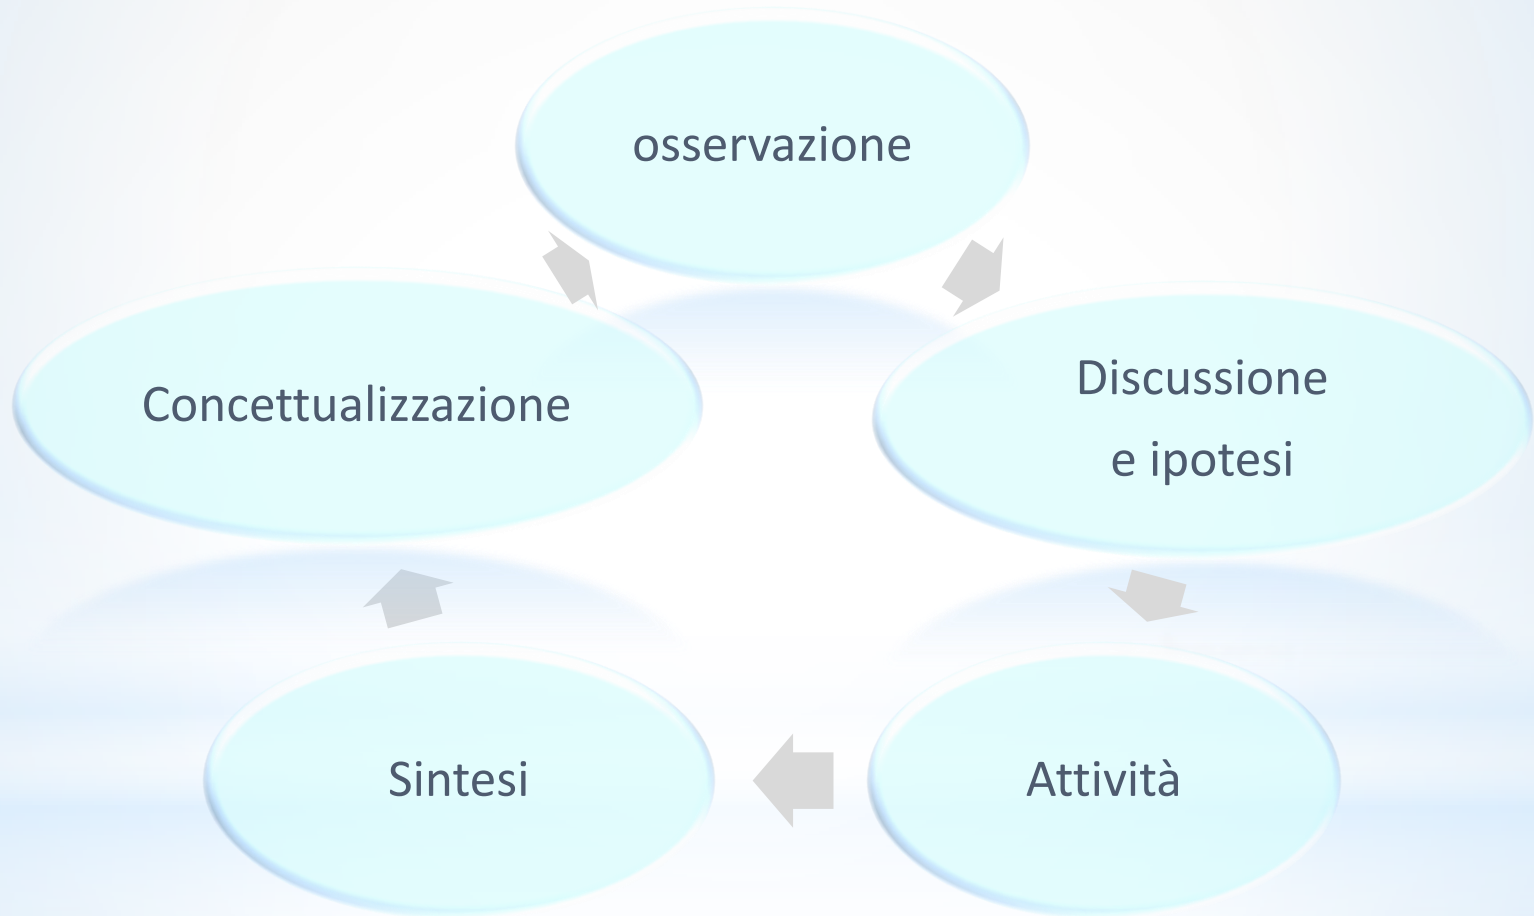 osservazione
Discussione
e ipotesi
Attività
Sintesi
Concettualizzazione